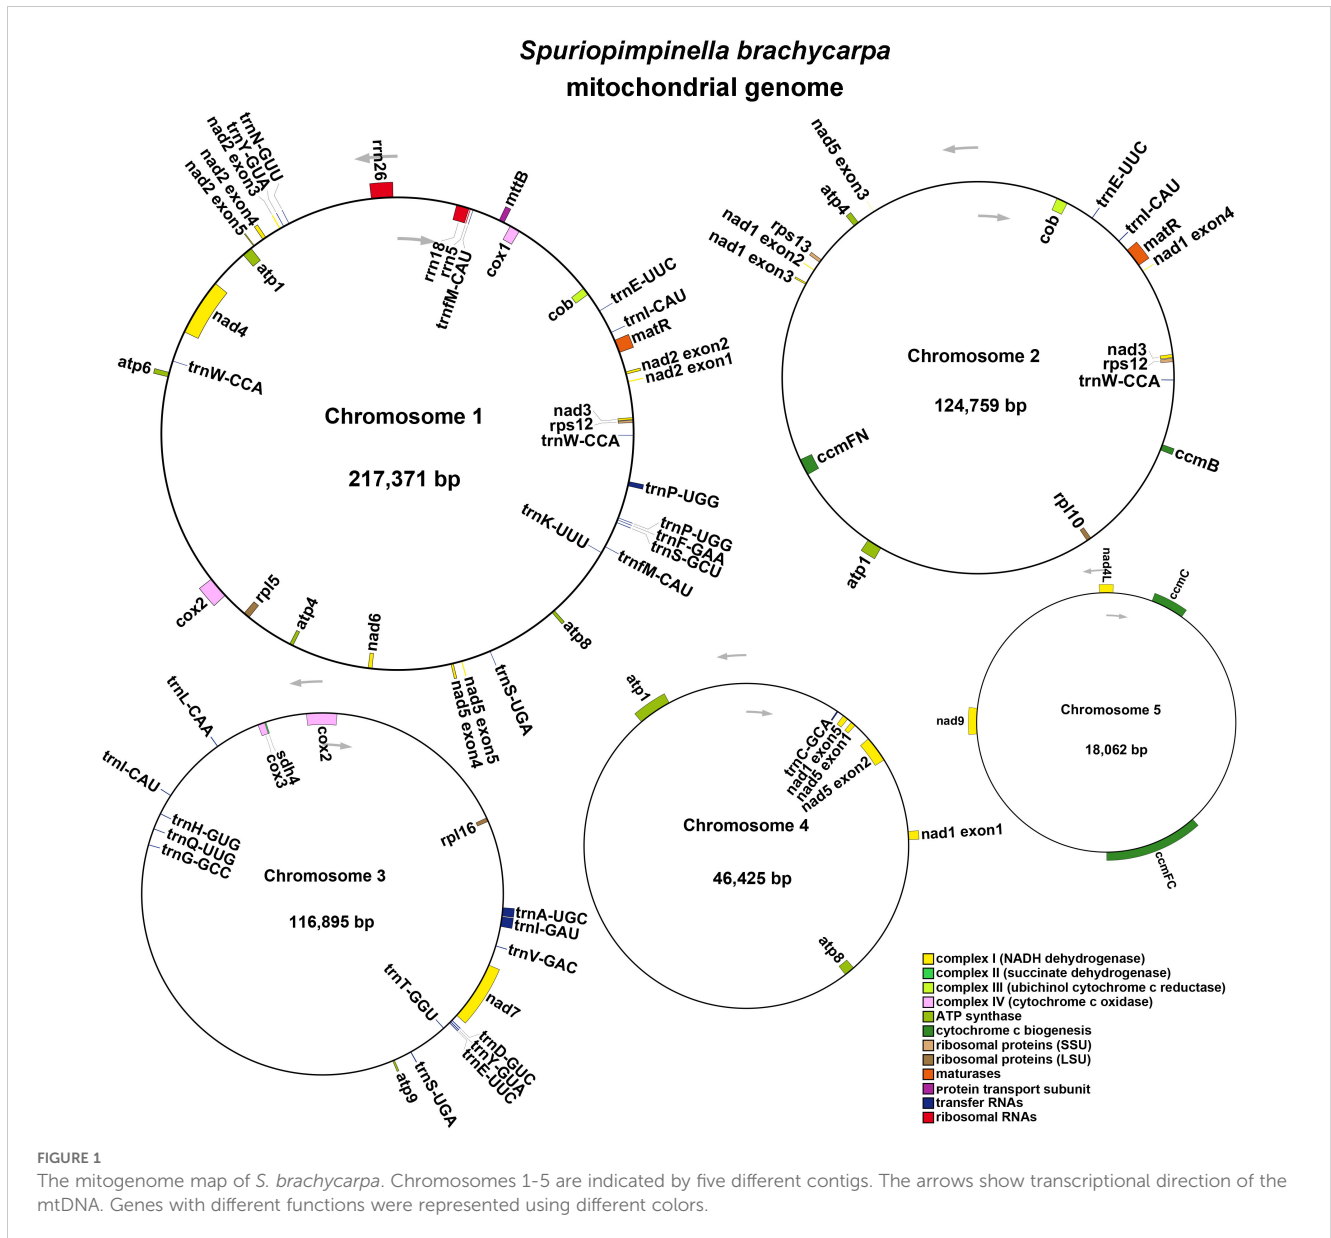 Spuriopimpinella brachycarpa
mitochondrial genome
trnN-GUU
trnY-GUA
nad2 exon3
nad2 exon4
nad2 exon5
rrn26
mttB
cox1
rrn18
rrn5
trnfM-CAU
atp1
nad4
atp6
trnW-CCA
cob
trnE-UUC
trnI-CAU
matR
nad2 exon2
nad2 exon1
nad3
rps12
trnW-CCA
Chromosome 1
217,371 bp
trnP-UGG
trnP-UGG
trnF-GAA
trnS-GCU
trnK-UUU
trnfM-CAU
atp8
cox2
rpl5
atp4
nad6
trnS-UGA
nad5 exon5
nad5 exon4
nad5 exon3
atp4
rps13
nad1 exon2
nad1 exon3
cob
trnE-UUC
trnI-CAU
matR
nad1 exon4
Chromosome 2
124,759 bp
nad3
rps12
trnW-CCA
ccmFN
ccmB
rpl10
atp1
trnL-CAA
trnI-CAU
trnH-GUG
trnQ-UUG
trnG-GCC
sdh4
cox3
cox2
rpl16
Chromosome 3
116,895 bp
trnA-UGC
trnI-GAU
trnV-GAC
nad7
trnT-GGU
trnD-GUC
trnY-GUA
trnE-UUC
trnS-UGA
atp9
atp1
trnC-GCA
nad1 exon5
nad5 exon1
nad5 exon2
nad1 exon1
Chromosome 4
46,425 bp
atp8
nad4L
ccmC
nad9
Chromosome 5
18,062 bp
ccmFC
complex I (NADH dehydrogenase)
complex II (succinate dehydrogenase)
complex III (ubichinol cytochrome c reductase)
complex IV (cytochrome c oxidase)
ATP synthase
cytochrome c biogenesis
ribosomal proteins (SSU)
ribosomal proteins (LSU)
maturases
Protein transport subunit
transfer RNAs
ribosomal RNAs
FIGURE 1
The mitogenome map of S. brachycarpa. Chromosomes 1-5 are indicated by five different contigs. The arrows show transcriptional direction of the
mtDNA. Genes with different functions were represented using different colors.